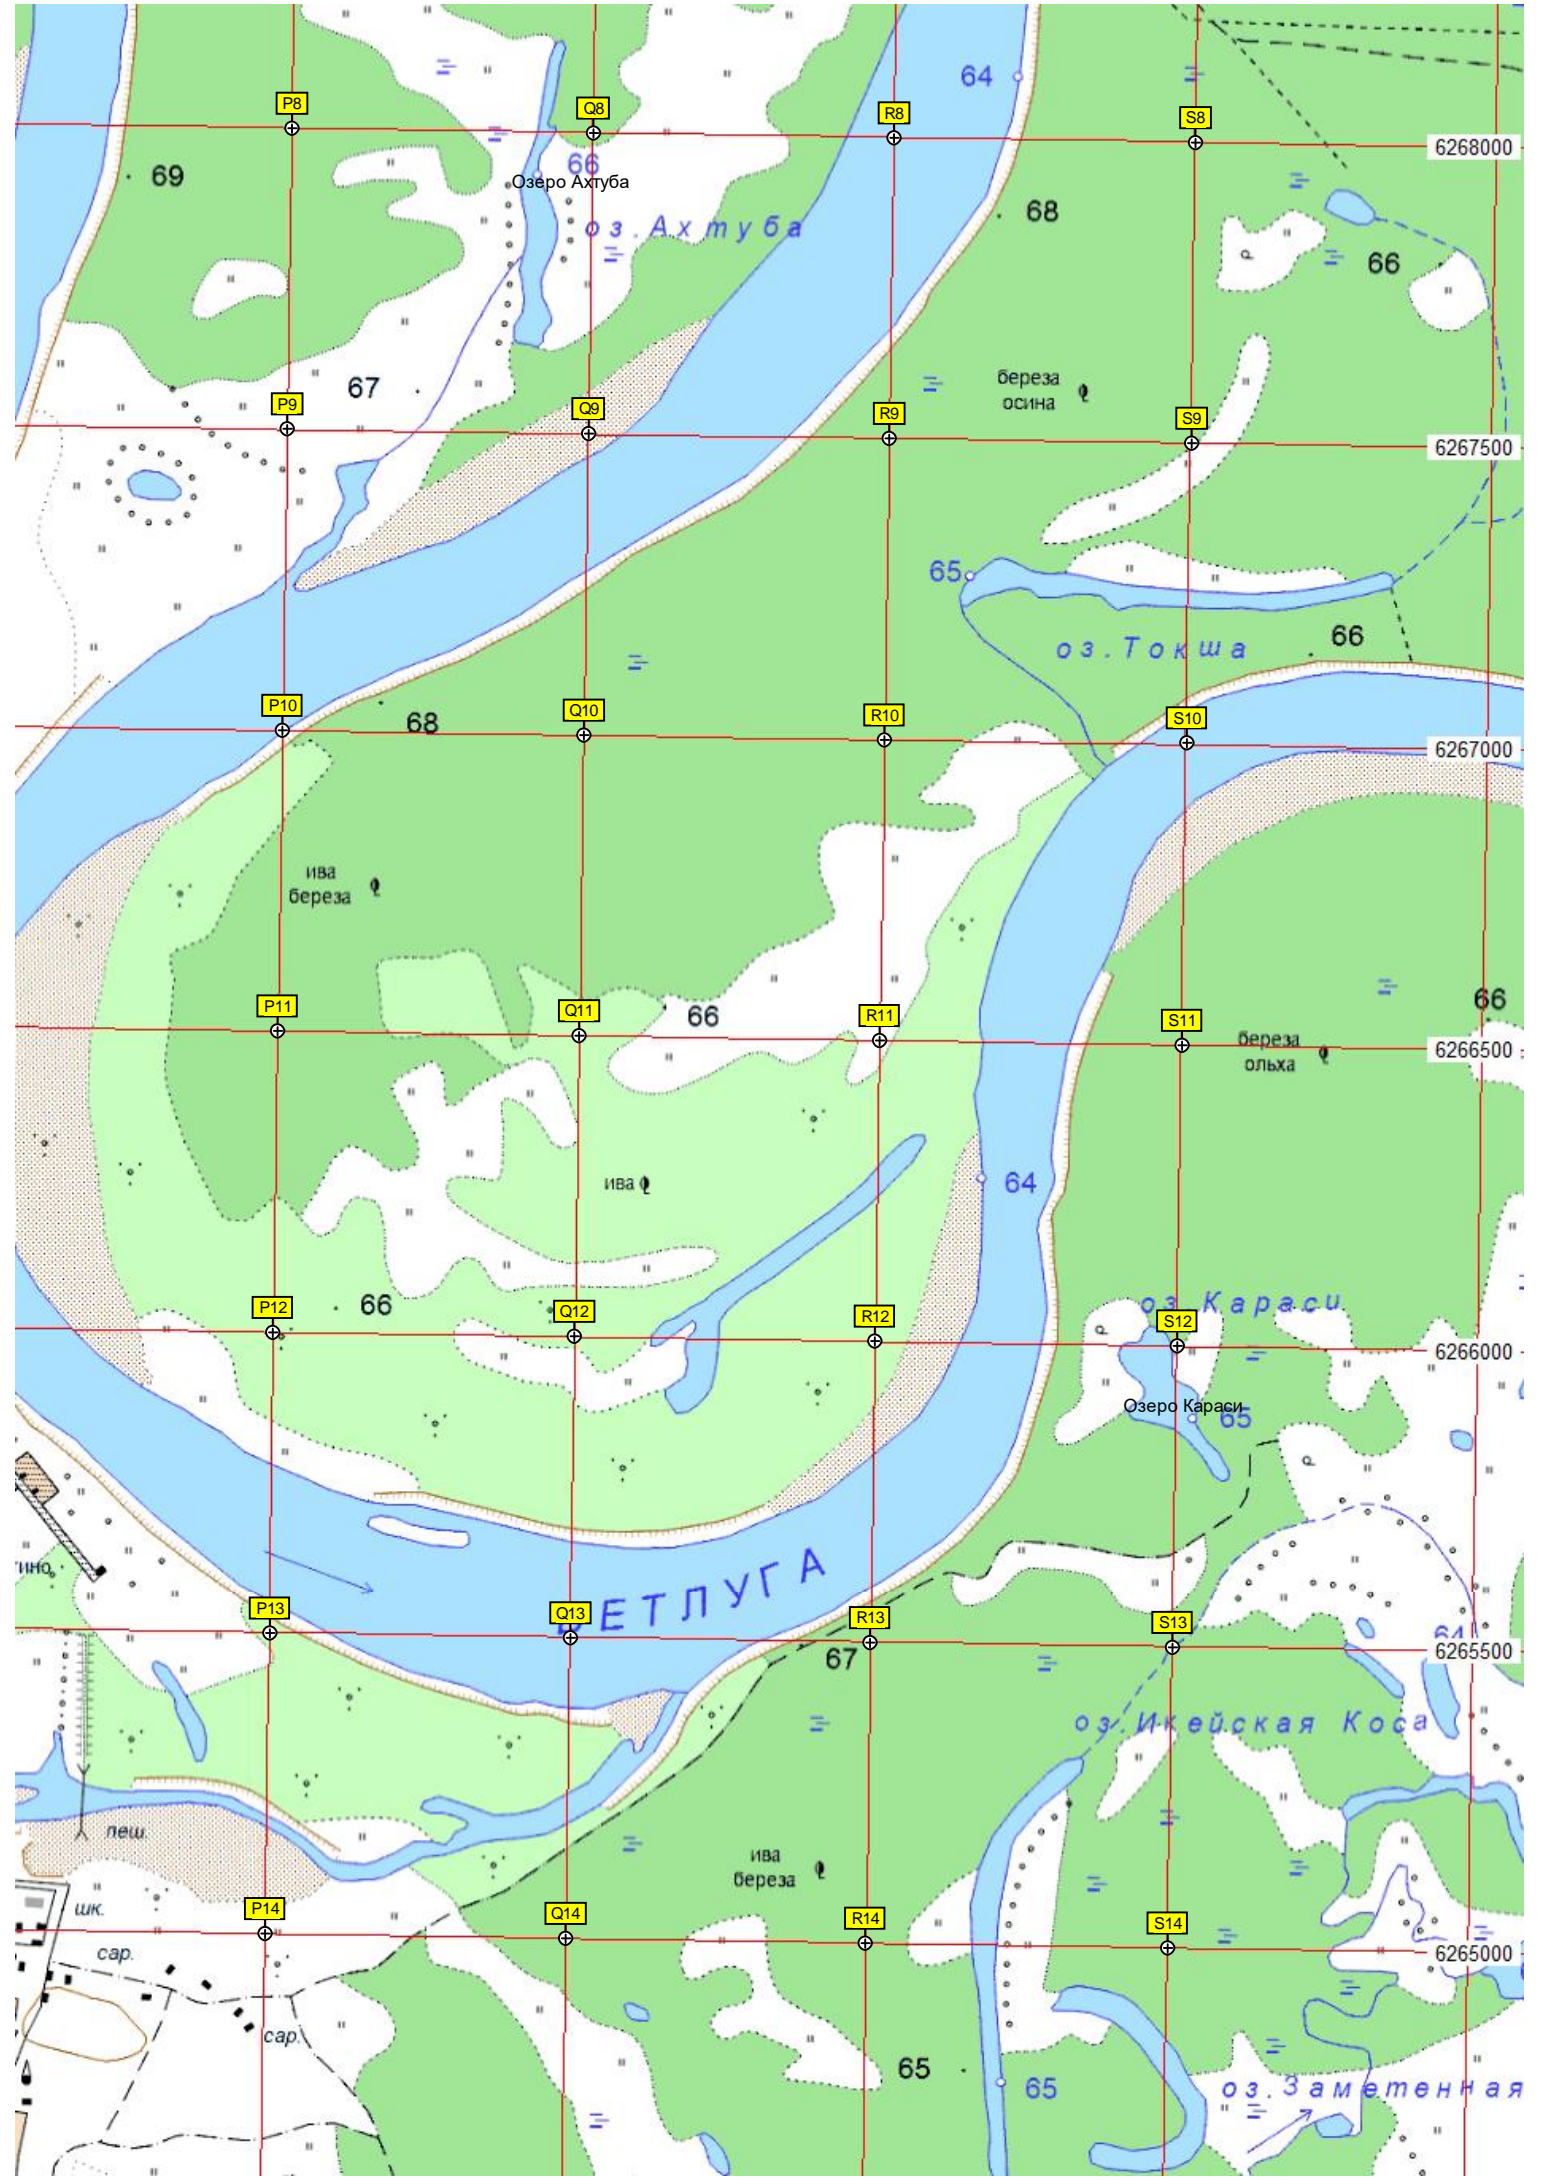 64
P8
Q8
R8
S8
6268000
66
69
Озеро Ахтуба
68
оз. Ахтуба
66
береза
осина
67
P9
Q9
R9
S9
6267500
65
66
оз. Токша
P10
68
Q10
R10
S10
6267000
ива
береза
P11
Q11
66
R11
S11
66
береза
ольха
6266500
ива
64
P12
66
Q12
R12
оз. Караси
S12
6266000
Озеро Караси
65
ВЕТЛУГА
P13
Q13
R13
S13
64
6265500
67
оз. Икейская Коса
пеш.
ива
береза
шк.
P14
Q14
R14
S14
6265000
сар.
сар.
65
65
оз. Заметенная